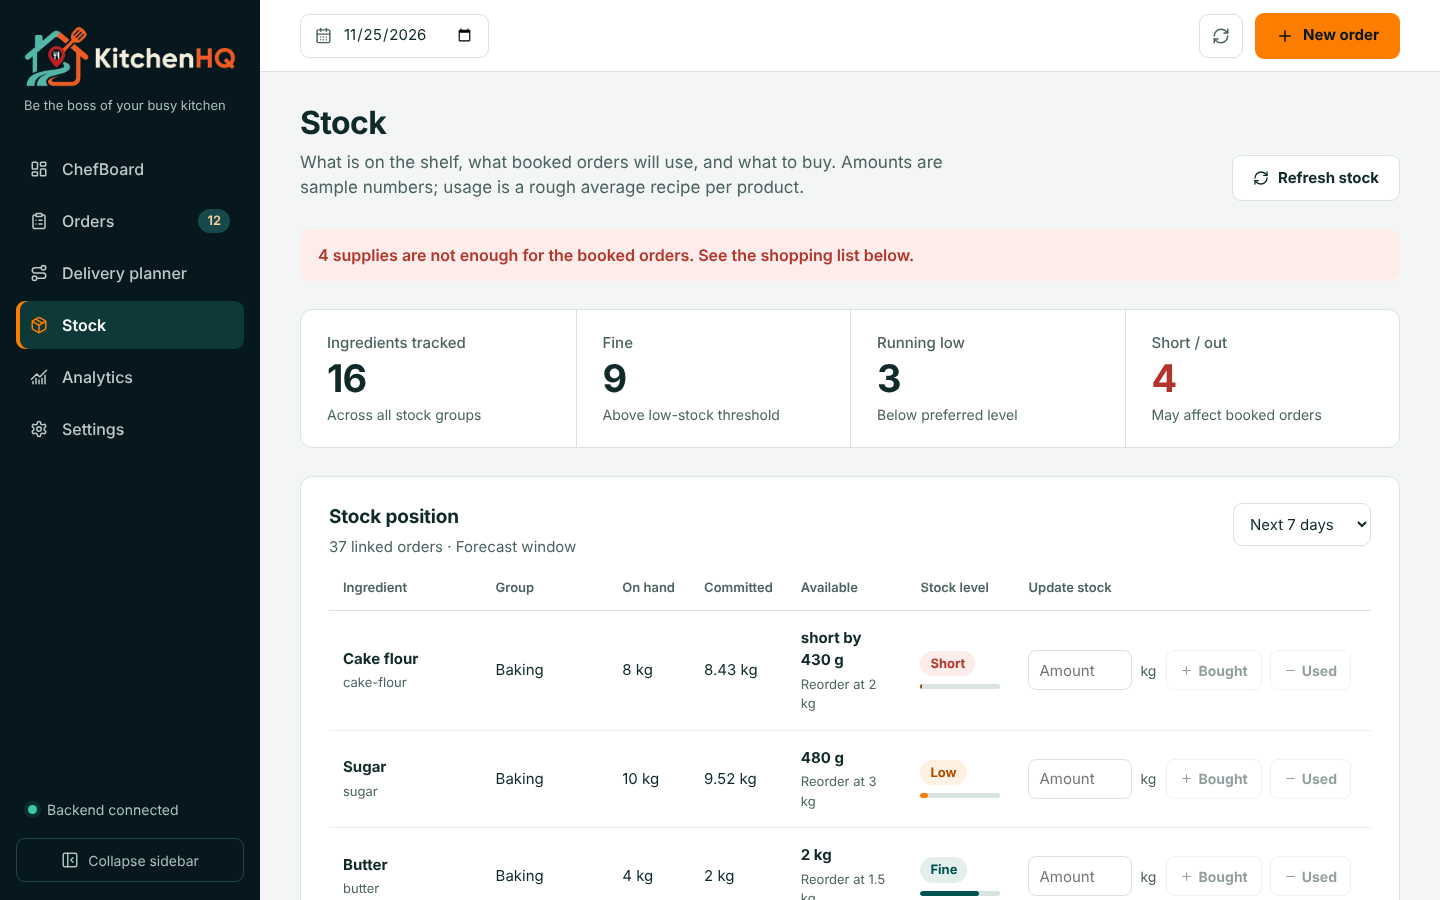 KitchenHQ
Be the boss of your busy kitchen
ChefBoard
Orders
12
Delivery planner
Stock
Analytics
Settings
Backend connected
Collapse sidebar
11/25/2026
New order
Stock
What is on the shelf, what booked orders will use, and what to buy. Amounts are
sample numbers; usage is a rough average recipe per product.
Refresh stock
4 supplies are not enough for the booked orders. See the shopping list below.
Ingredients tracked
16
Across all stock groups
Fine
9
Above low-stock threshold
Running low
3
Below preferred level
Short / out
4
May affect booked orders
Stock position
37 linked orders · Forecast window
Next 7 days
Ingredient Group On hand Committed Available Stock level Update stock
Cake flour
cake-flour
Baking
8 kg
8.43 kg
short by
430 g
Reorder at 2
kg
Short
Amount
kg
+ Bought
− Used
Sugar
sugar
Baking
10 kg
9.52 kg
480 g
Reorder at 3
kg
Low
Amount
kg
+ Bought
− Used
Butter
butter
Baking
4 kg
2 kg
2 kg
Reorder at 1.5
kg
Fine
Amount
kg
+ Bought
− Used